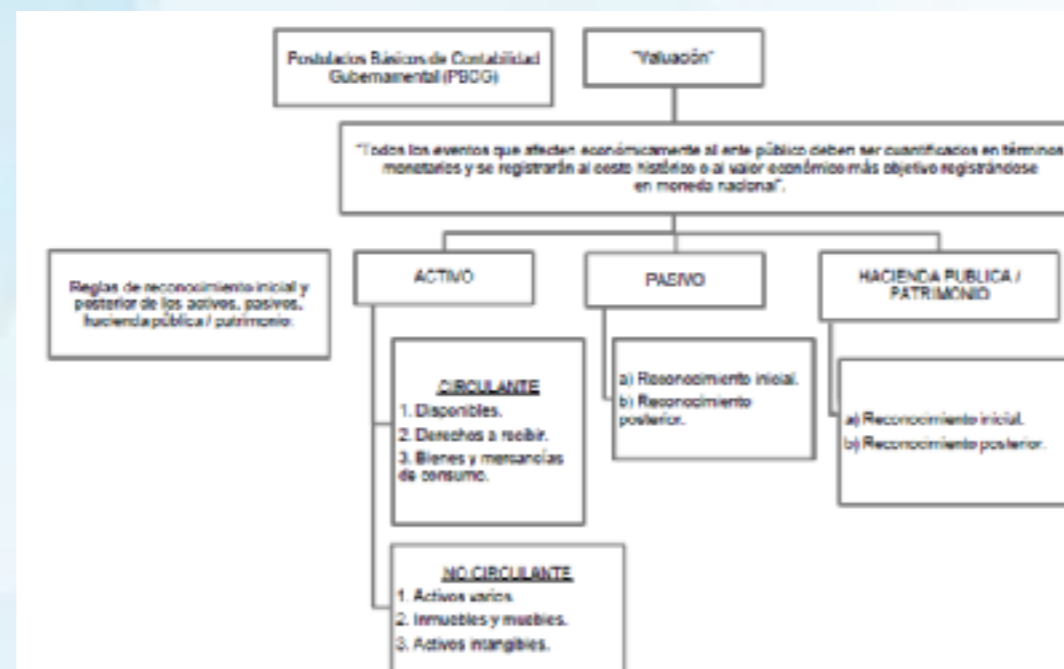 Postulados Básicos de Contabilidad
Gubernamental (PBCG)
"Valuación"
"Todos los eventos que afecten económicamente al ente público deben ser cuantificados en términos
monetarios y se registrarán al costo histórico o al valor económico más objetivo registrándose
en moneda nacional".
Reglas de reconocimiento inicial y
posterior de los activos, pasivos,
hacienda pública / patrimonio.
ACTIVO
CIRCULANTE
1. Disponibles.
2. Derechos a recibir.
3. Bienes y mercancías
de consumo.
NO CIRCULANTE
1. Activos varios.
2. Inmuebles y muebles.
3. Activos intangibles.
PASIVO
a) Reconocimiento inicial.
b) Reconocimiento
posterior.
HACIENDA PUBLICA /
PATRIMONIO
a) Reconocimiento inicial.
b) Reconocimiento posterior.